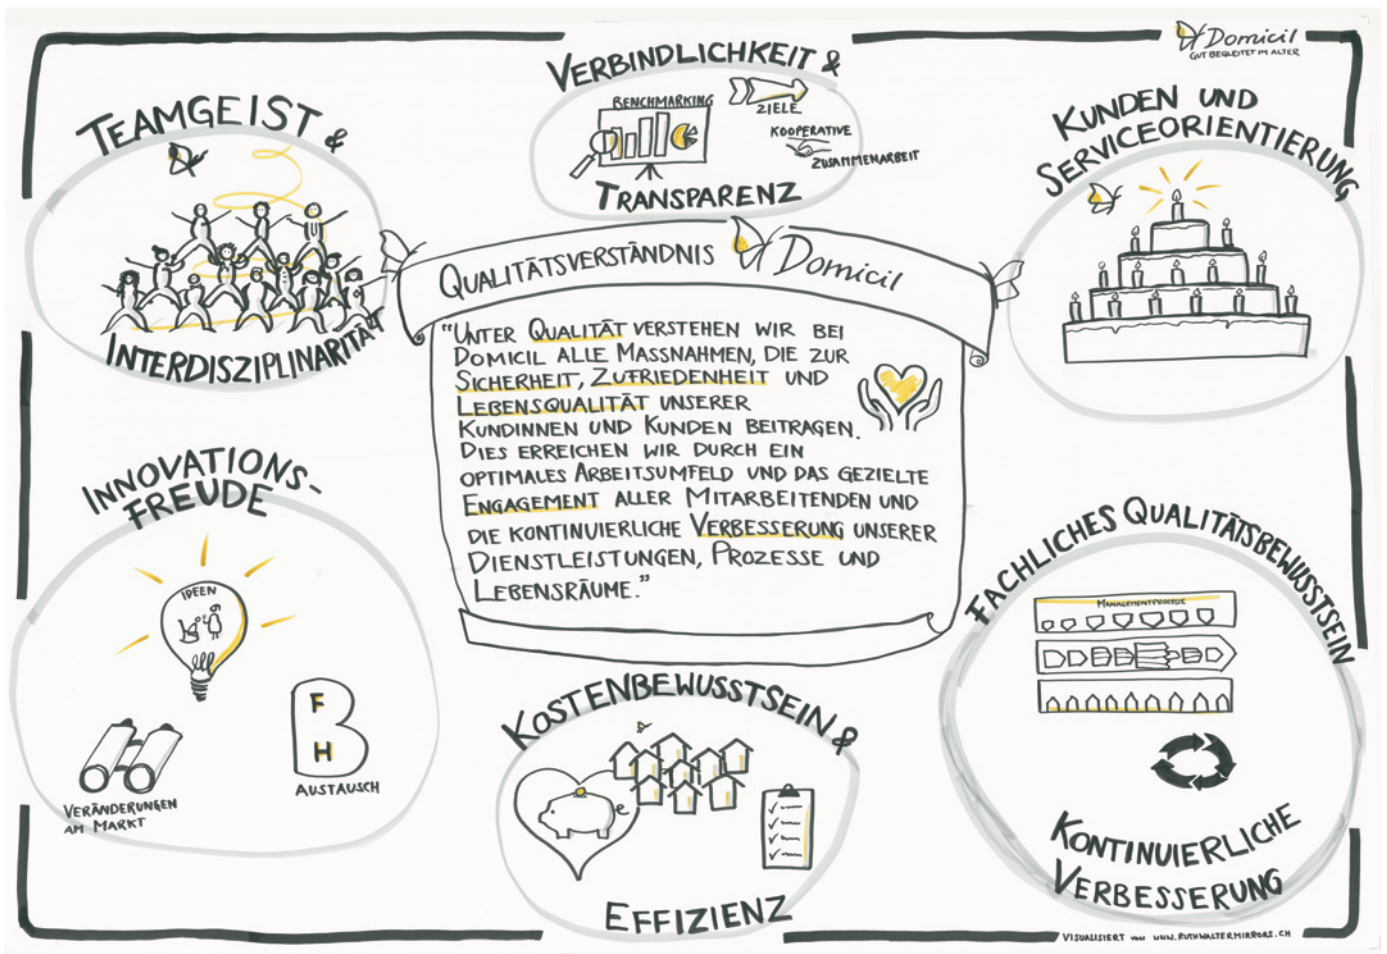 Domicil
GUT BEGLEITET IM ALTER
TEAMGEIST &
INTERDISZIPLINARITÄT
VERBINDLICHKEIT &
BENCHMARKING
ZIELE
KOOPERATIVE
ZUSAMMENARBEIT
TRANSPARENZ
KUNDEN UND
SERVICEORIENTIERUNG
QUALITÄTSVERSTÄNDNIS Domicil
"UNTER QUALITÄT VERSTEHEN WIR BEI
DOMICIL ALLE MASSNAHMEN, DIE ZUR
SICHERHEIT, ZUFRIEDENHEIT UND
LEBENSQUALITÄT UNSERER
KUNDINNEN UND KUNDEN BEITRAGEN.
DIES ERREICHEN WIR DURCH EIN
OPTIMALES ARBEITSUMFELD UND DAS GEZIELTE
ENGAGEMENT ALLER MITARBEITENDEN UND
DIE KONTINUIERLICHE VERBESSERUNG UNSERER
DIENSTLEISTUNGEN, PROZESSE UND
LEBENSRÄUME."
INNOVATIONS-
FREUDE
IDEEN
VERÄNDERUNGEN
AM MARKT
B
F
H
AUSTAUSCH
KOSTENBEWUSSTSEIN &
EFFIZIENZ
FACHLICHES QUALITÄTSBEWUSSTSEIN
MANAGEMENTPROZESSE
KONTINUIERLICHE
VERBESSERUNG
VISUALISIERT VON WWW.RUTHWALTERMIRRORS.CH